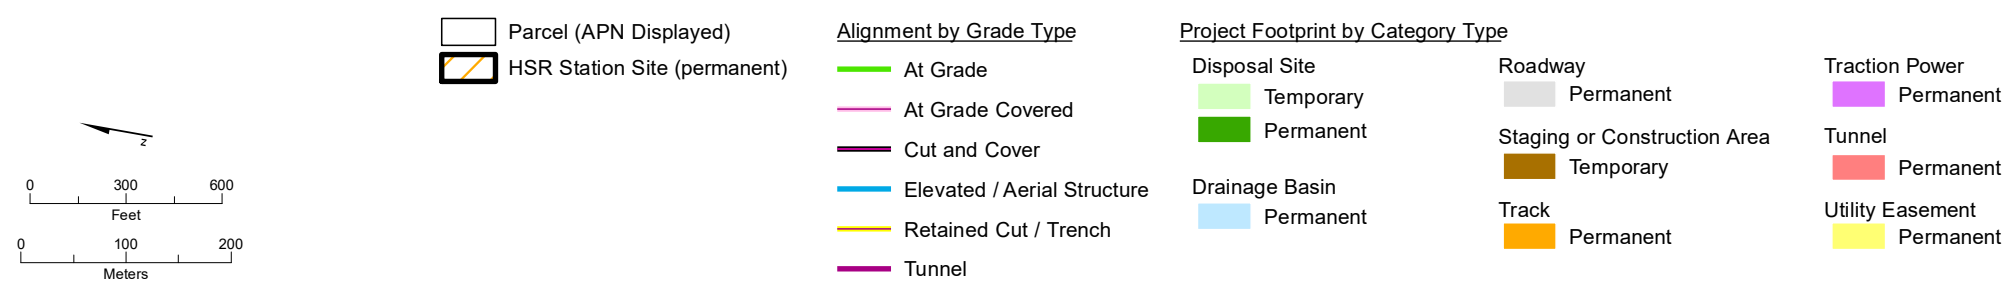 Parcel (APN Displayed)
HSR Station Site (permanent)
z
0 300 600
Feet
0 100 200
Meters
Alignment by Grade Type
At Grade
At Grade Covered
Cut and Cover
Elevated / Aerial Structure
Retained Cut / Trench
Tunnel
Project Footprint by Category Type
Disposal Site
Temporary
Permanent
Drainage Basin
Permanent
Roadway
Permanent
Staging or Construction Area
Temporary
Track
Permanent
Traction Power
Permanent
Tunnel
Permanent
Utility Easement
Permanent